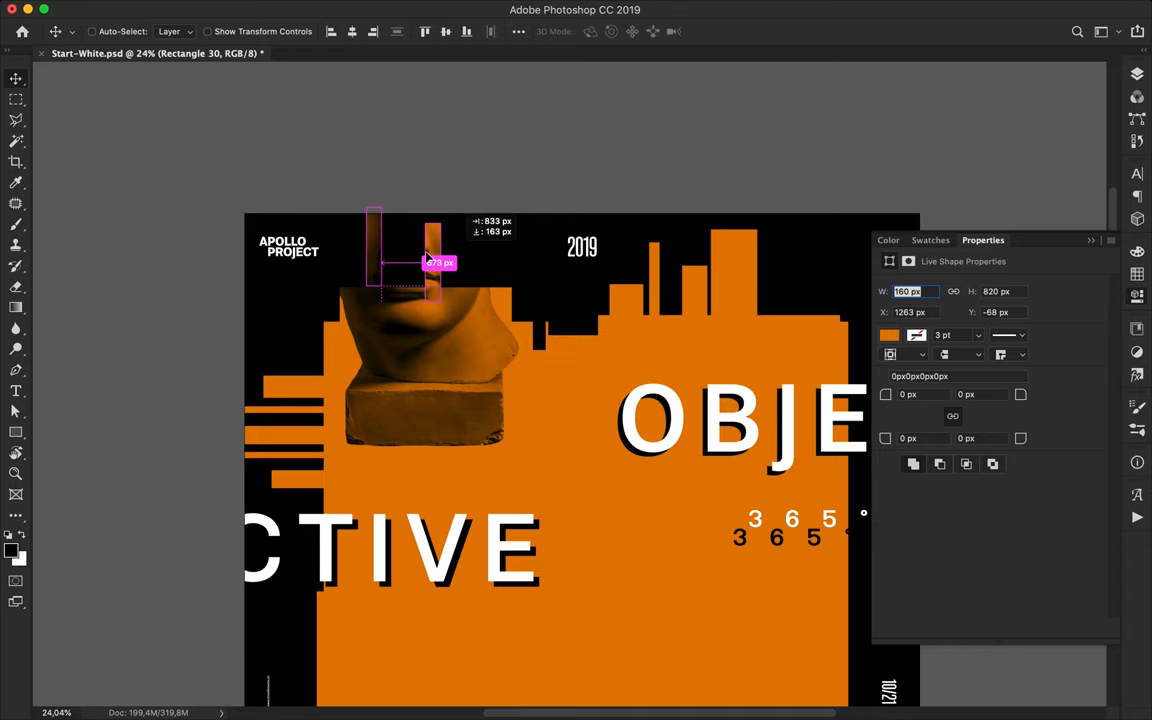 Adobe Photoshop CC 2019
Auto-Select:
Layer
Show Transform Controls
3D Mode:
Start-White.psd @ 24% (Rectangle 30, RGB/8) *
APOLLO
PROJECT
→: 833 px
↓: 163 px
673 px
2019
Color
Swatches
Properties
Live Shape Properties
W: 160 px
H: 820 px
X: 1263 px
Y: -68 px
3 pt
0px0px0px0px
0 px
0 px
0 px
0 px
OBJE
CTIVE
3 6 5 °
3 6 5 °
10/21
24,04%
Doc: 199,4M/319,8M